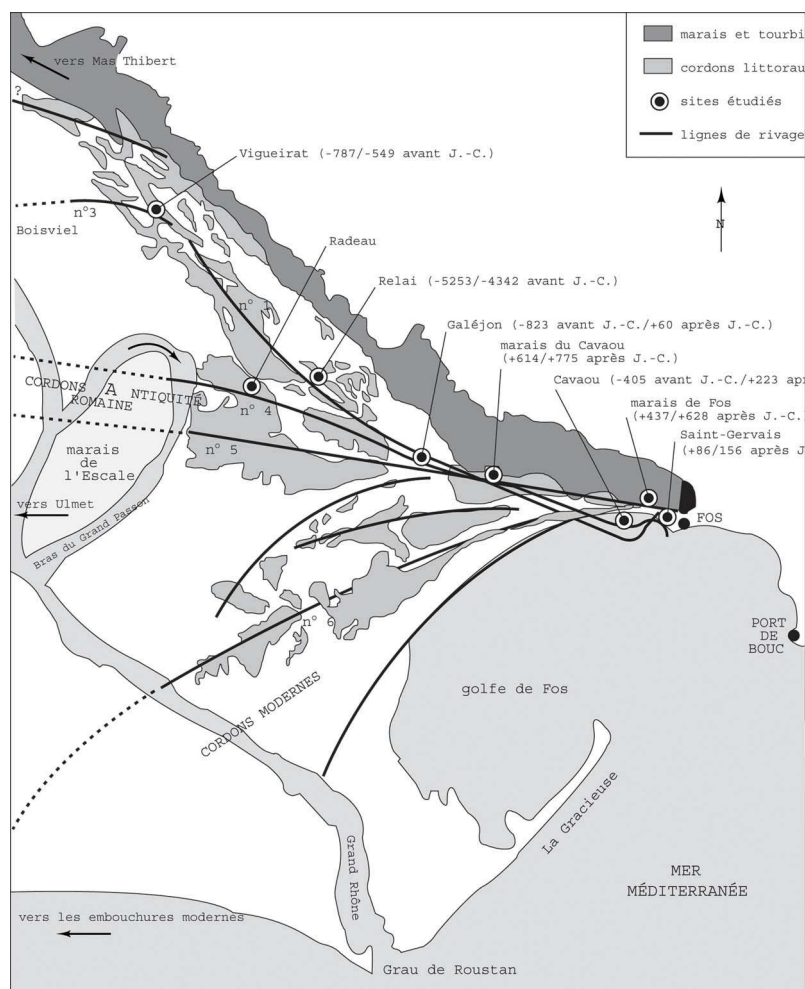 marais et tourbi
cordons littorau
sites étudiés
lignes de rivage
vers Mas Thibert
?
Vigueirat (-787/-549 avant J.-C.)
N
n°3
Boisviel
Radeau
Relai (-5253/-4342 avant J.-C.)
n° 1
Galéjon (-823 avant J.-C./+60 après J.-C.)
marais du Cavaou
(+614/+775 après J.-C.)
Cavaou (-405 avant J.-C./+223 apr
marais de Fos
(+437/+628 après J.-C.
Saint-Gervais
(+86/156 après J
CORDONS A NTIQUITÉ
ROMAINE
n° 4
n° 5
marais
de
l'Escale
vers Ulmet
Bras du Grand Passon
FOS
PORT
DE
BOUC
n° 6
golfe de Fos
CORDONS MODERNES
La Gracieuse
Grand Rhône
MER
MÉDITERRANÉE
vers les embouchures modernes
Grau de Roustan